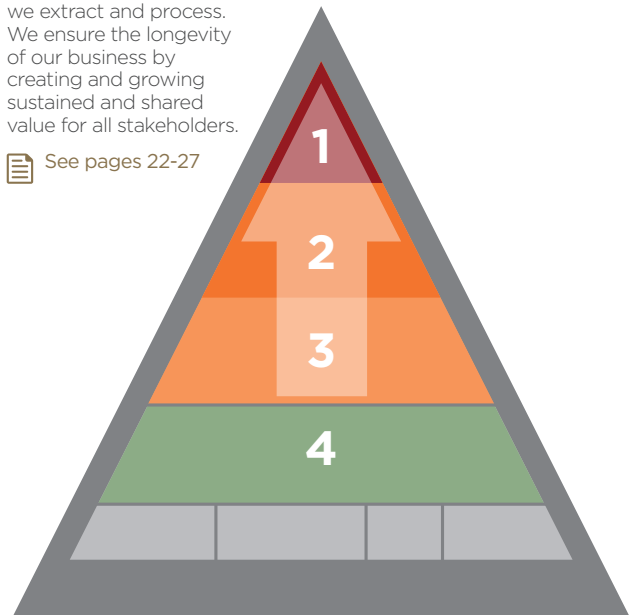 we extract and process.
We ensure the longevity
of our business by
creating and growing
sustained and shared
value for all stakeholders.
See pages 22-27
1
2
3
4